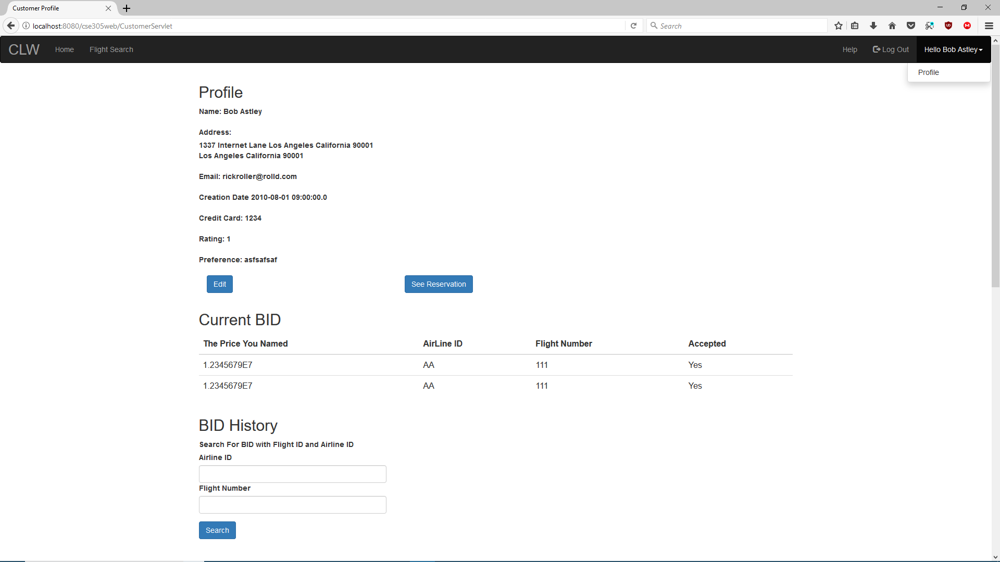 Customer Profile
localhost:8080/cse305web/CustomerServlet
Search
CLW Home Flight Search Help Log Out Hello Bob Astley
Profile
Profile
Name: Bob Astley
Address:
1337 Internet Lane Los Angeles California 90001
Los Angeles California 90001
Email: rickroller@rolld.com
Creation Date 2010-08-01 09:00:00.0
Credit Card: 1234
Rating: 1
Preference: asfsafsaf
Edit See Reservation
Current BID
The Price You Named AirLine ID Flight Number Accepted
1.2345679E7 AA 111 Yes
1.2345679E7 AA 111 Yes
BID History
Search For BID with Flight ID and Airline ID
Airline ID
Flight Number
Search